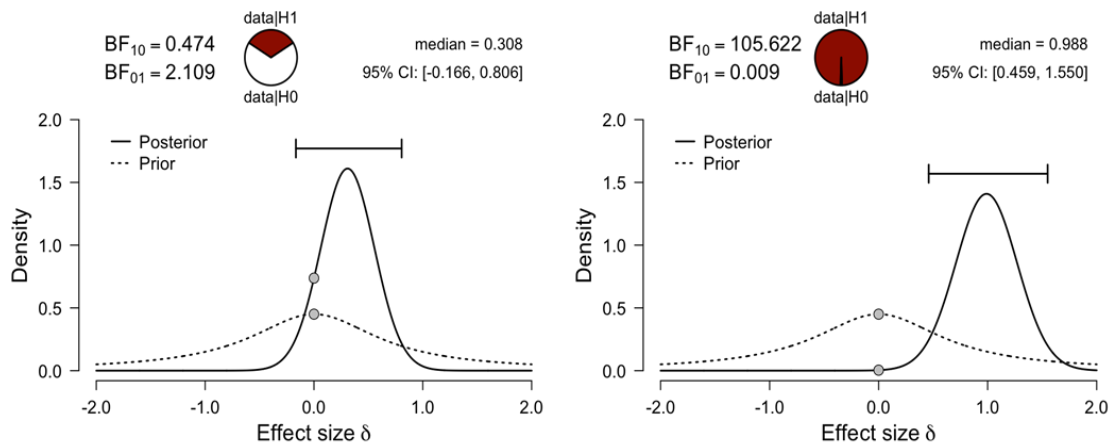 data|H1
BF10 = 0.474
BF01 = 2.109
data|H0
median = 0.308
95% CI: [-0.166, 0.806]
2.0
1.5
1.0
0.5
0.0
Density
Posterior
Prior
-2.0 -1.0 0.0 1.0 2.0
Effect size δ
data|H1
BF10 = 105.622
BF01 = 0.009
data|H0
median = 0.988
95% CI: [0.459, 1.550]
2.0
1.5
1.0
0.5
0.0
Density
Posterior
Prior
-2.0 -1.0 0.0 1.0 2.0
Effect size δ